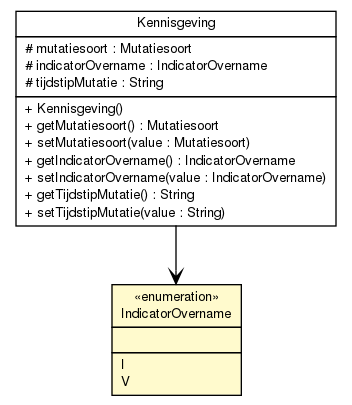 Kennisgeving
# mutatiesoort : Mutatiesoort
# indicatorOvername : IndicatorOvername
# tijdstipMutatie : String
+ Kennisgeving()
+ getMutatiesoort() : Mutatiesoort
+ setMutatiesoort(value : Mutatiesoort)
+ getIndicatorOvername() : IndicatorOvername
+ setIndicatorOvername(value : IndicatorOvername)
+ getTijdstipMutatie() : String
+ setTijdstipMutatie(value : String)
«enumeration»
IndicatorOvername
I
V